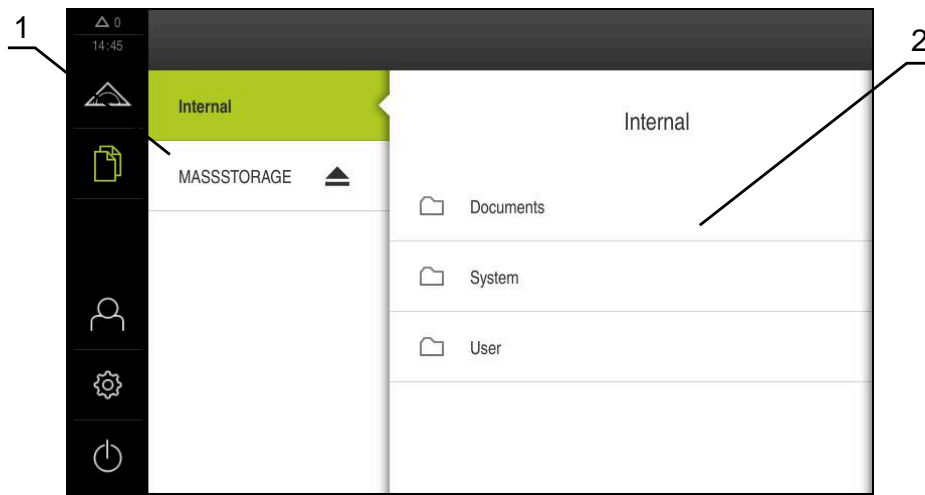 1
0
14:45
2
Internal
Internal
MASSSTORAGE
Documents
System
User